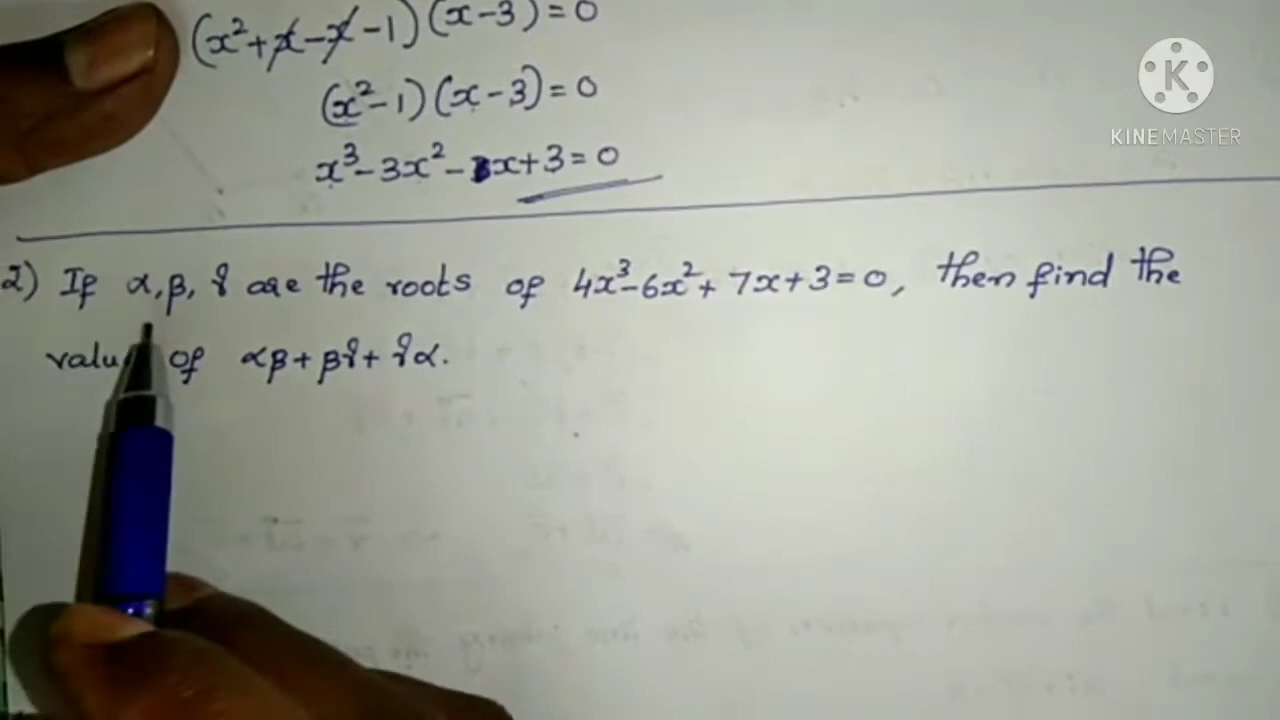 (x²+x-x-1)(x-3)=0
(x²-1)(x-3)=0
x³-3x²-x+3=0
2) If α,β,γ are the roots of 4x³-6x²+7x+3=0, then find the
value of αβ+βγ+γα.
K
KINEMASTER